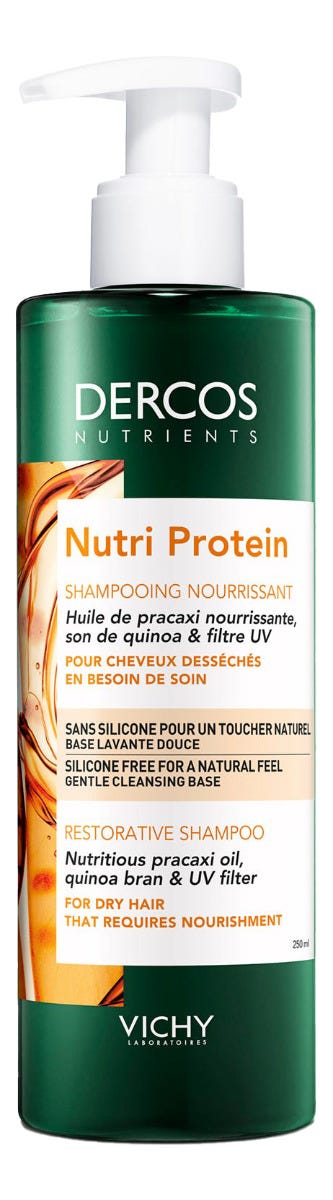 DERCOS
NUTRIENTS
Nutri Protein
SHAMPOOING NOURRISSANT
Huile de pracaxi nourrissante,
son de quinoa & filtre UV
POUR CHEVEUX DESSÉCHÉS
EN BESOIN DE SOIN
SANS SILICONE POUR UN TOUCHER NATUREL
BASE LAVANTE DOUCE
SILICONE FREE FOR A NATURAL FEEL
GENTLE CLEANSING BASE
RESTORATIVE SHAMPOO
Nutritious pracaxi oil,
quinoa bran & UV filter
FOR DRY HAIR
THAT REQUIRES NOURISHMENT
250 ml
VICHY
LABORATOIRES